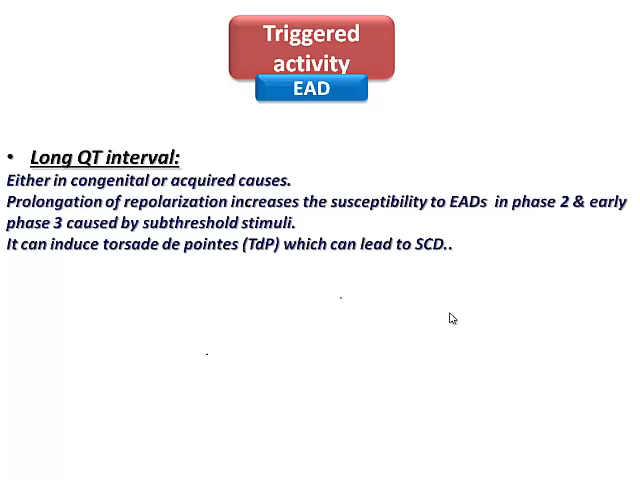 Triggered
activity
EAD
• Long QT interval:
Either in congenital or acquired causes.
Prolongation of repolarization increases the susceptibility to EADs in phase 2 & early
phase 3 caused by subthreshold stimuli.
It can induce torsade de pointes (TdP) which can lead to SCD..